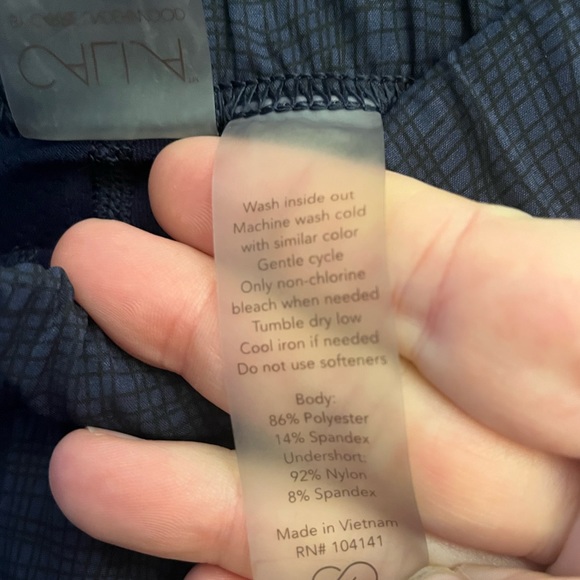 CALIA
Wash inside out
Machine wash cold
with similar color
Gentle cycle
Only non-chlorine
bleach when needed
Tumble dry low
Cool iron if needed
Do not use softeners
Body:
86% Polyester
14% Spandex
Undershort:
92% Nylon
8% Spandex
Made in Vietnam
RN# 104141